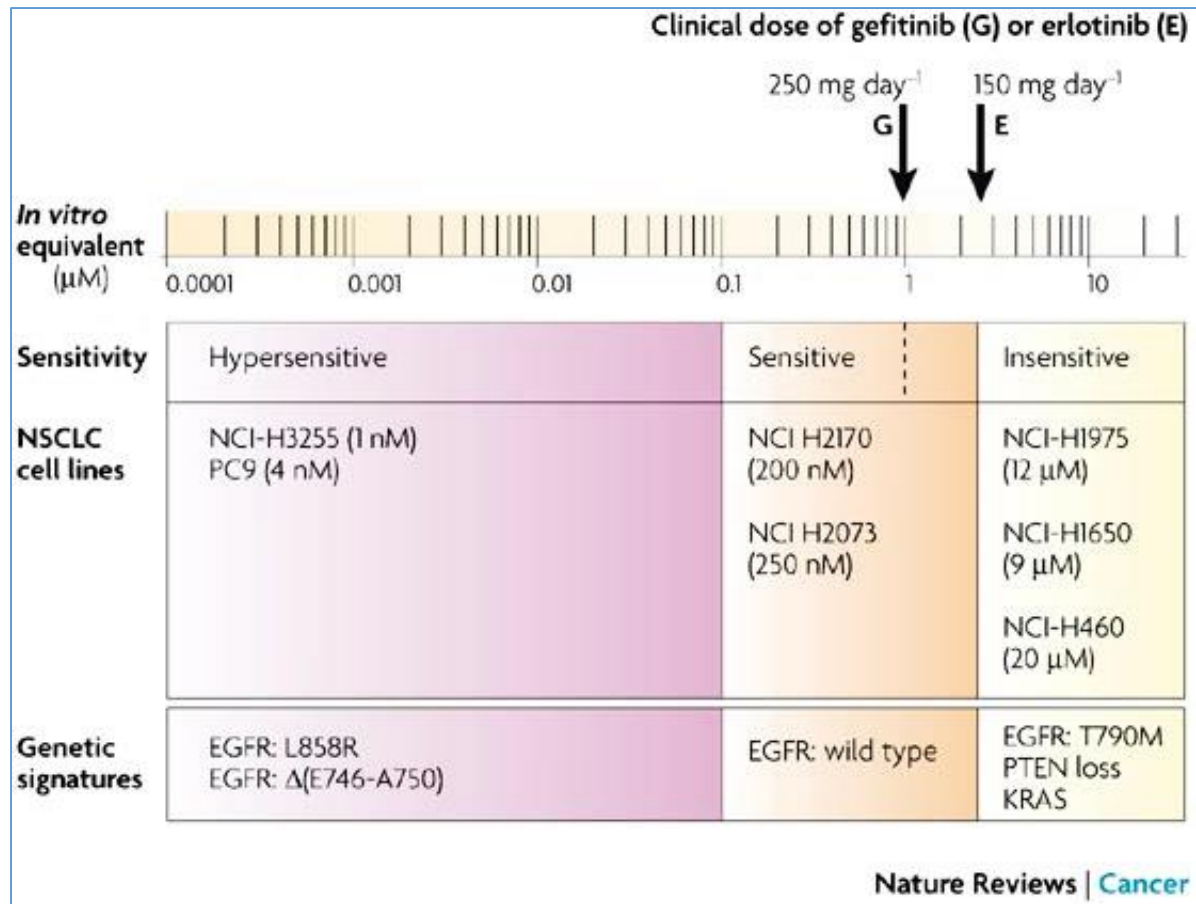 Clinical dose of gefitinib (G) or erlotinib (E)
250 mg day⁻¹ 150 mg day⁻¹
G E
In vitro
equivalent
(μM)
0.0001 0.001 0.01 0.1 1 10
Sensitivity Hypersensitive Sensitive Insensitive
NSCLC
cell lines
NCI-H3255 (1 nM)
PC9 (4 nM)
NCI H2170
(200 nM)
NCI H2073
(250 nM)
NCI-H1975
(12 μM)
NCI-H1650
(9 μM)
NCI-H460
(20 μM)
Genetic
signatures
EGFR: L858R
EGFR: Δ(E746-A750)
EGFR: wild type
EGFR: T790M
PTEN loss
KRAS
Nature Reviews | Cancer